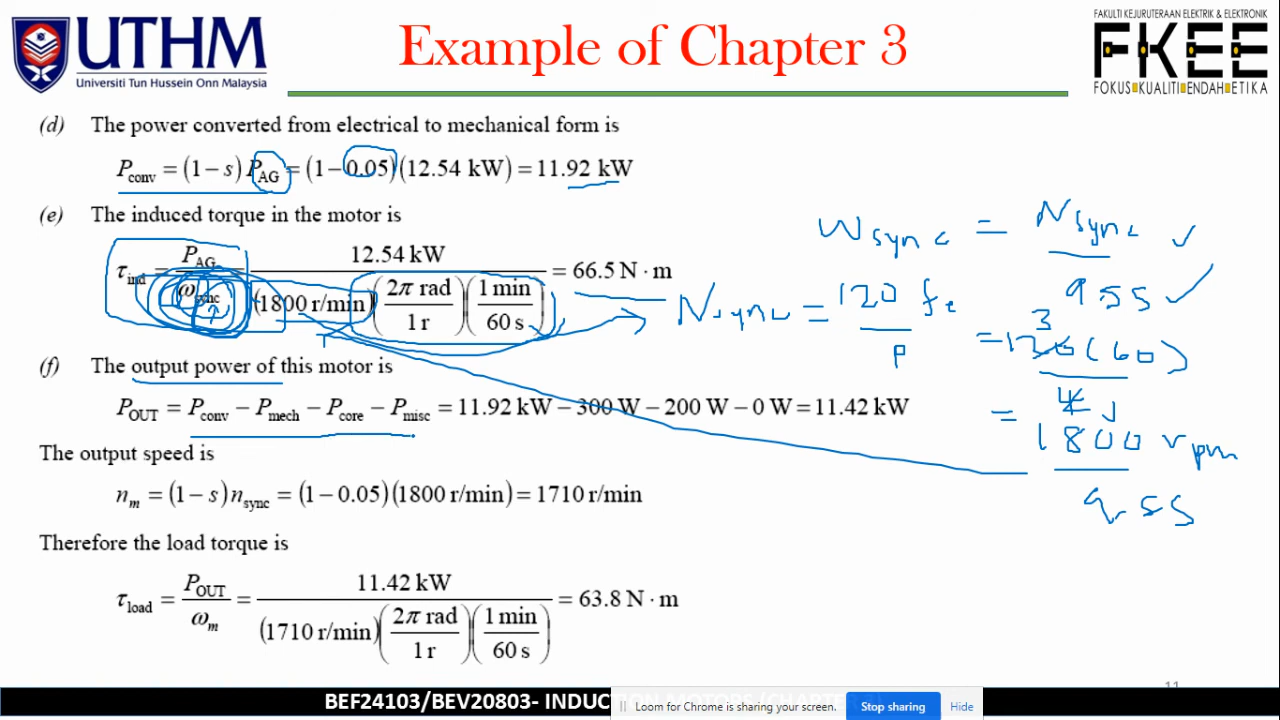 UTHM
Universiti Tun Hussein Onn Malaysia
Example of Chapter 3
FAKULTI KEJURUTERAAN ELEKTRIK & ELEKTRONIK
FKEE
FOKUS KUALITI ENDAH ETIKA
(d) The power converted from electrical to mechanical form is
P_conv = (1 − s) P_AG = (1 − 0.05)(12.54 kW) = 11.92 kW
(e) The induced torque in the motor is
τ_ind = P_AG / ω_sync = 12.54 kW / (1800 r/min)(2π rad / 1 r)(1 min / 60 s) = 66.5 N·m
(f) The output power of this motor is
P_OUT = P_conv − P_mech − P_core − P_misc = 11.92 kW − 300 W − 200 W − 0 W = 11.42 kW
The output speed is
n_m = (1 − s) n_sync = (1 − 0.05)(1800 r/min) = 1710 r/min
Therefore the load torque is
τ_load = P_OUT / ω_m = 11.42 kW / (1710 r/min)(2π rad / 1 r)(1 min / 60 s) = 63.8 N·m
Wsync = Nsync / 9.55
Nsync = 120 fe / P
= 120 (60) / 4
= 1800 rpm
9.55
BEF24103/BEV20803- INDUCTION MOTORS (CHAPTER
Loom for Chrome is sharing your screen.
Stop sharing
Hide